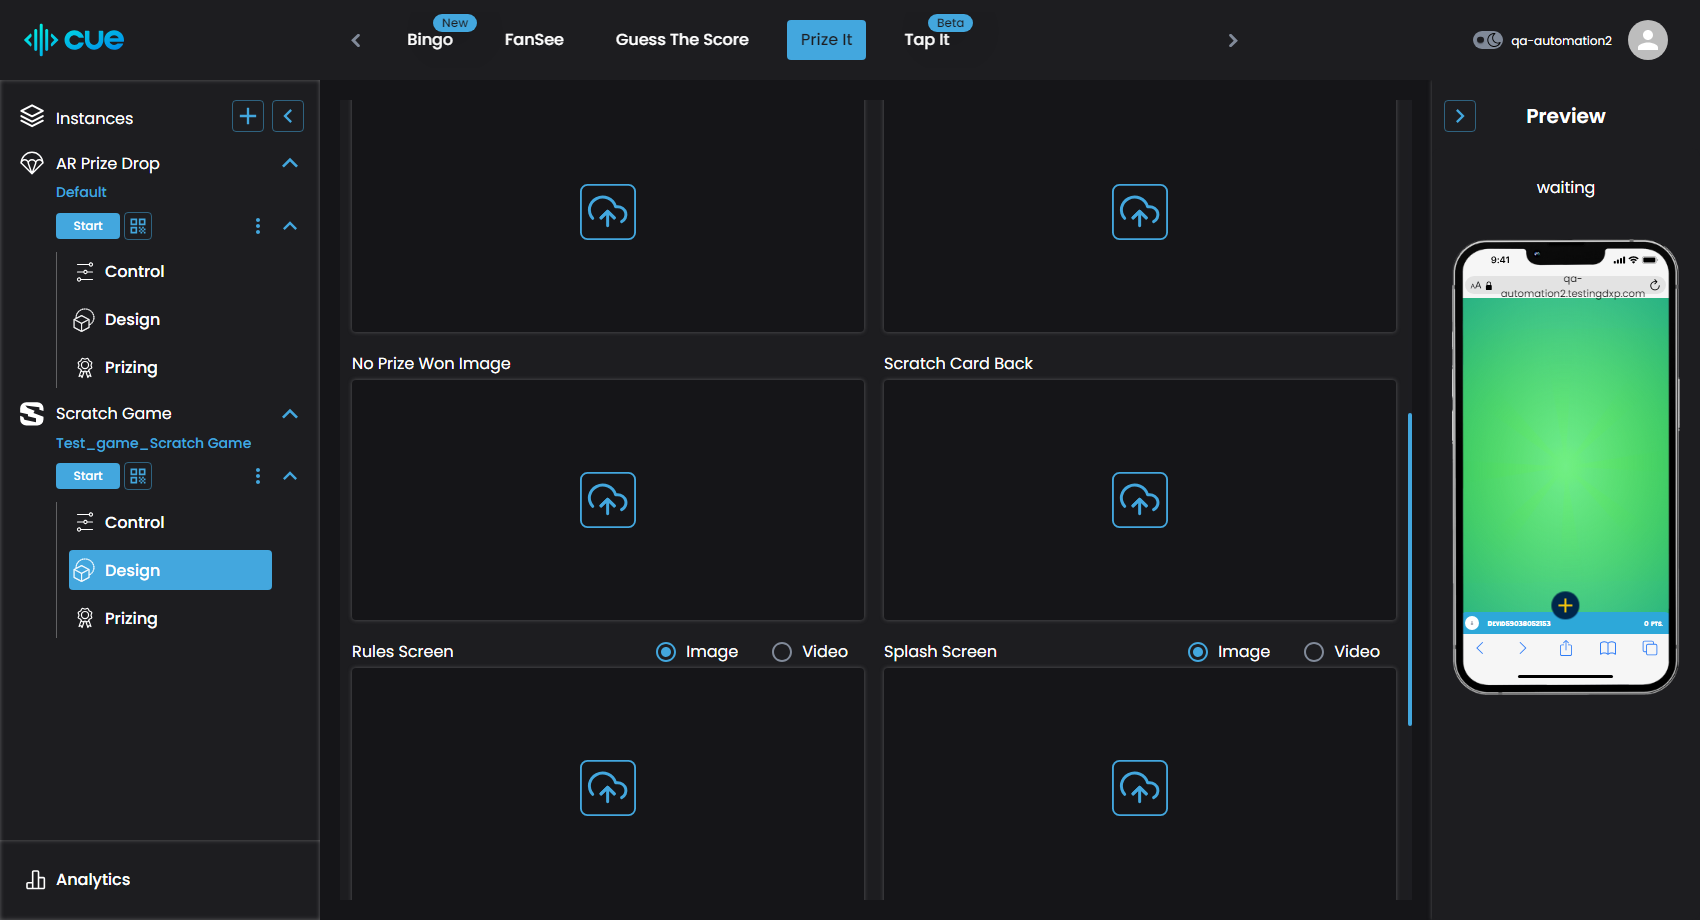 cue
New
Bingo
FanSee
Guess The Score
Prize It
Beta
Tap It
qa-automation2
Instances
AR Prize Drop
Default
Start
Control
Design
Prizing
Scratch Game
Test_game_Scratch Game
Start
Control
Design
Prizing
Analytics
No Prize Won Image
Scratch Card Back
Rules Screen
Image
Video
Splash Screen
Image
Video
Preview
waiting
9:41
AA
qa-
automation2.testingdxp.com
0 PTS.